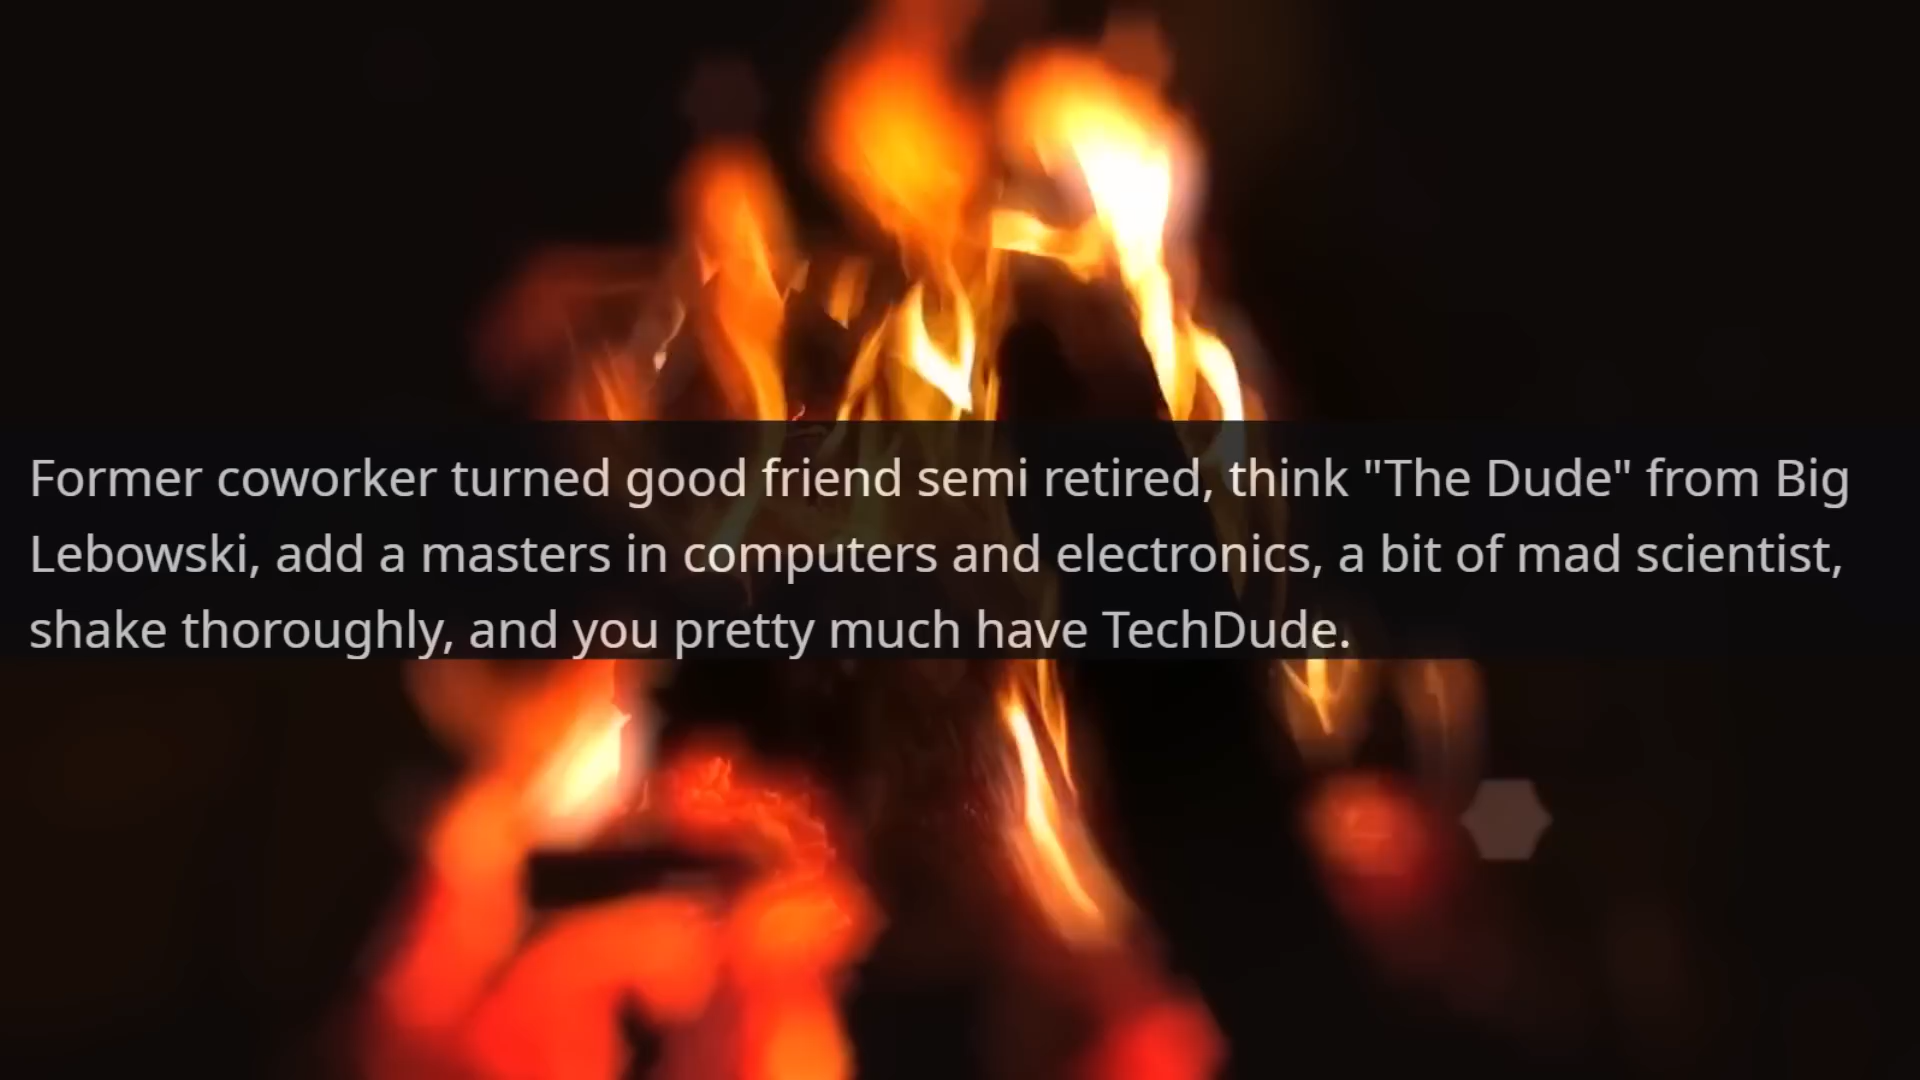 Former coworker turned good friend semi retired, think "The Dude" from Big
Lebowski, add a masters in computers and electronics, a bit of mad scientist,
shake thoroughly, and you pretty much have TechDude.